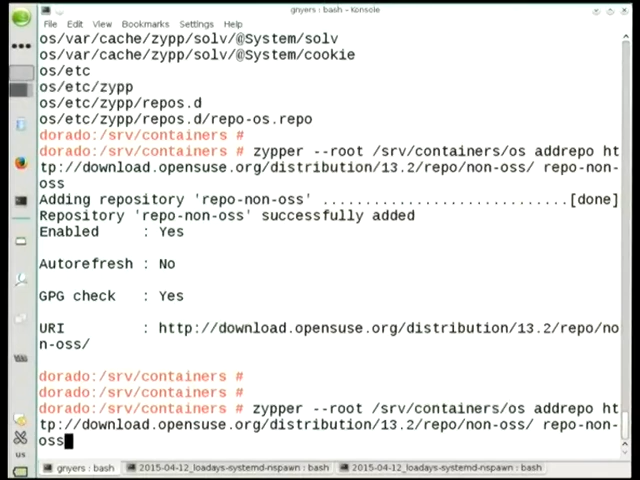 gnyers : bash - Konsole
File Edit View Bookmarks Settings Help
os/var/cache/zypp/solv/@System/solv
os/var/cache/zypp/solv/@System/cookie
os/etc
os/etc/zypp
os/etc/zypp/repos.d
os/etc/zypp/repos.d/repo-os.repo
dorado:/srv/containers #
dorado:/srv/containers # zypper --root /srv/containers/os addrepo ht
tp://download.opensuse.org/distribution/13.2/repo/non-oss/ repo-non-
oss
Adding repository 'repo-non-oss' ..............................[done]
Repository 'repo-non-oss' successfully added
Enabled : Yes
Autorefresh : No
GPG check : Yes
URI : http://download.opensuse.org/distribution/13.2/repo/no
n-oss/
dorado:/srv/containers #
dorado:/srv/containers #
dorado:/srv/containers # zypper --root /srv/containers/os addrepo ht
tp://download.opensuse.org/distribution/13.2/repo/non-oss/ repo-non-
oss
us
gnyers : bash 2015-04-12_loadays-systemd-nspawn : bash 2015-04-12_loadays-systemd-nspawn : bash